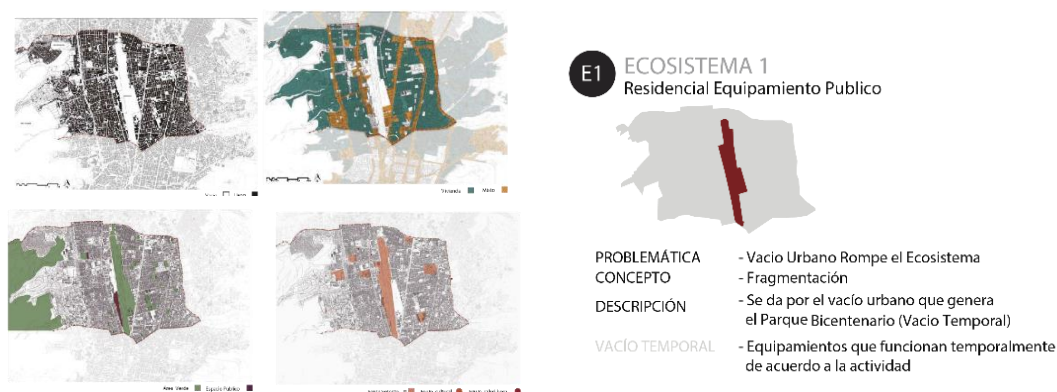 Vivienda
Mixto
Area Verde
Espacio Publico
E1
ECOSISTEMA 1
Residencial Equipamiento Publico
PROBLEMÁTICA - Vacio Urbano Rompe el Ecosistema
CONCEPTO - Fragmentación
DESCRIPCIÓN - Se da por el vacío urbano que genera
el Parque Bicentenario (Vacio Temporal)
VACÍO TEMPORAL - Equipamientos que funcionan temporalmente
de acuerdo a la actividad